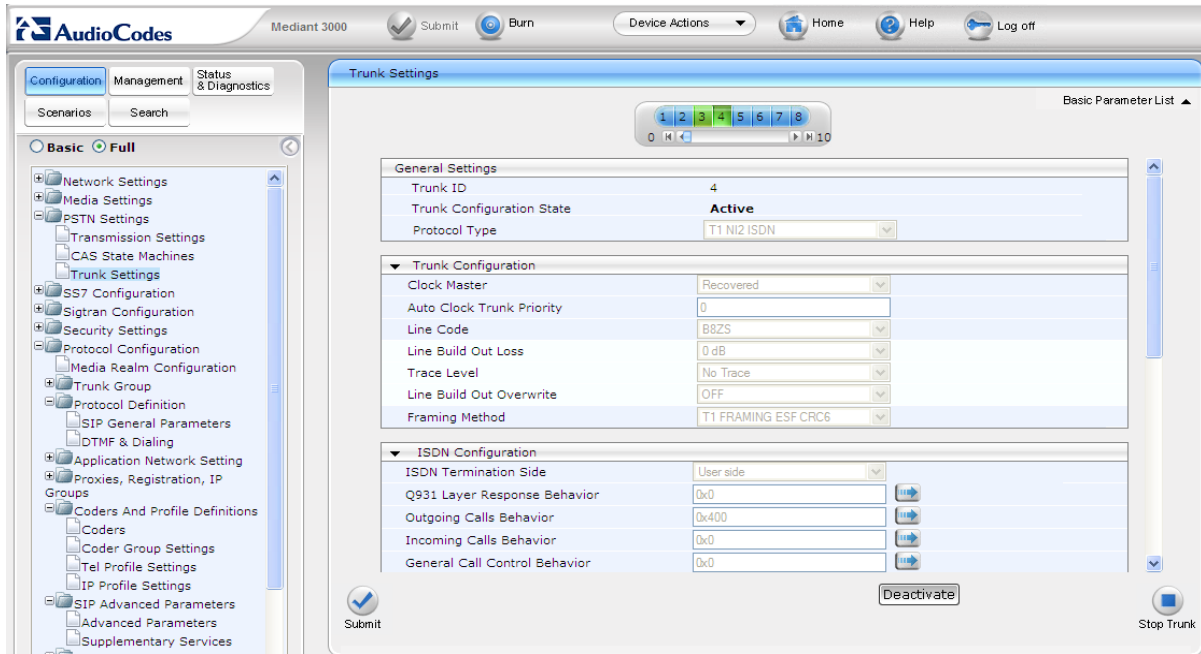 AudioCodes
Mediant 3000
Submit
Burn
Device Actions
Home
Help
Log off
Configuration
Management
Status
& Diagnostics
Scenarios
Search
Basic Full
Network Settings
Media Settings
PSTN Settings
Transmission Settings
CAS State Machines
Trunk Settings
SS7 Configuration
Sigtran Configuration
Security Settings
Protocol Configuration
Media Realm Configuration
Trunk Group
Protocol Definition
SIP General Parameters
DTMF & Dialing
Application Network Setting
Proxies, Registration, IP
Groups
Coders And Profile Definitions
Coders
Coder Group Settings
Tel Profile Settings
IP Profile Settings
SIP Advanced Parameters
Advanced Parameters
Supplementary Services
Trunk Settings
Basic Parameter List
1 2 3 4 5 6 7 8
0 10
General Settings
Trunk ID 4
Trunk Configuration State Active
Protocol Type T1 NI2 ISDN
Trunk Configuration
Clock Master Recovered
Auto Clock Trunk Priority 0
Line Code B8ZS
Line Build Out Loss 0 dB
Trace Level No Trace
Line Build Out Overwrite OFF
Framing Method T1 FRAMING ESF CRC6
ISDN Configuration
ISDN Termination Side User side
Q931 Layer Response Behavior 0x0
Outgoing Calls Behavior 0x400
Incoming Calls Behavior 0x0
General Call Control Behavior 0x0
Submit
Deactivate
Stop Trunk